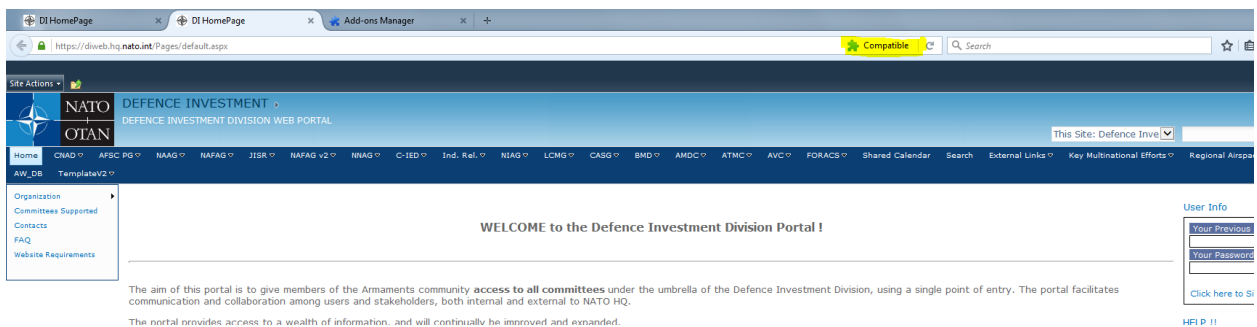 DI HomePage
DI HomePage
Add-ons Manager
https://diweb.hq.nato.int/Pages/default.aspx
Compatible
Search
Site Actions
NATO
OTAN
DEFENCE INVESTMENT
DEFENCE INVESTMENT DIVISION WEB PORTAL
This Site: Defence Inve
Home CNAD AFSC PG NAAG NAFAG JISR NAFAG v2 NNAG C-IED Ind. Rel. NIAG LCMG CASG BMD AMDC ATMC AVC FORACS Shared Calendar Search External Links Key Multinational Efforts Regional Airspa
AW_DB TemplateV2
Organization
Committees Supported
Contacts
FAQ
Website Requirements
WELCOME to the Defence Investment Division Portal !
The aim of this portal is to give members of the Armaments community access to all committees under the umbrella of the Defence Investment Division, using a single point of entry. The portal facilitates
communication and collaboration among users and stakeholders, both internal and external to NATO HQ.
The portal provides access to a wealth of information, and will continually be improved and expanded.
User Info
Your Previous
Your Password
Click here to Si
HELP !!